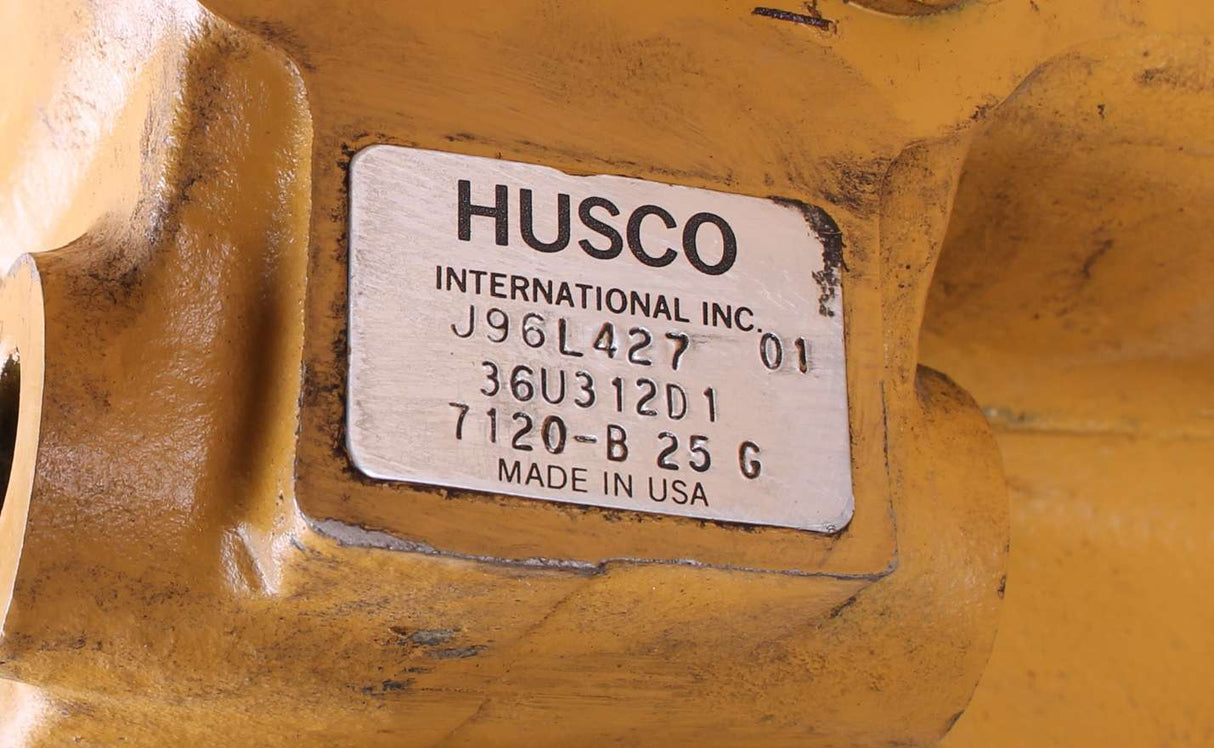 HUSCO
INTERNATIONAL INC.
J96L427 01
36U312D1
7120-B 25 G
MADE IN USA